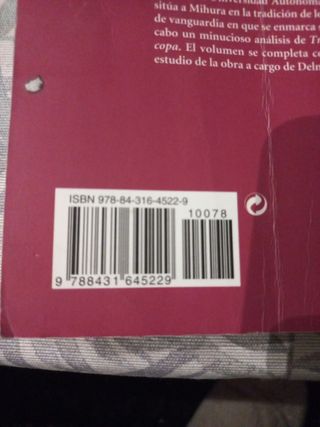 Universidad Autónoma
sitúa a Mihura en la tradición de lo
de vanguardia en que se enmarca s
cabo un minucioso análisis de Tr
copa. El volumen se completa co
estudio de la obra a cargo de Deln
ISBN 978-84-316-4522-9
10078
9 788431 645229